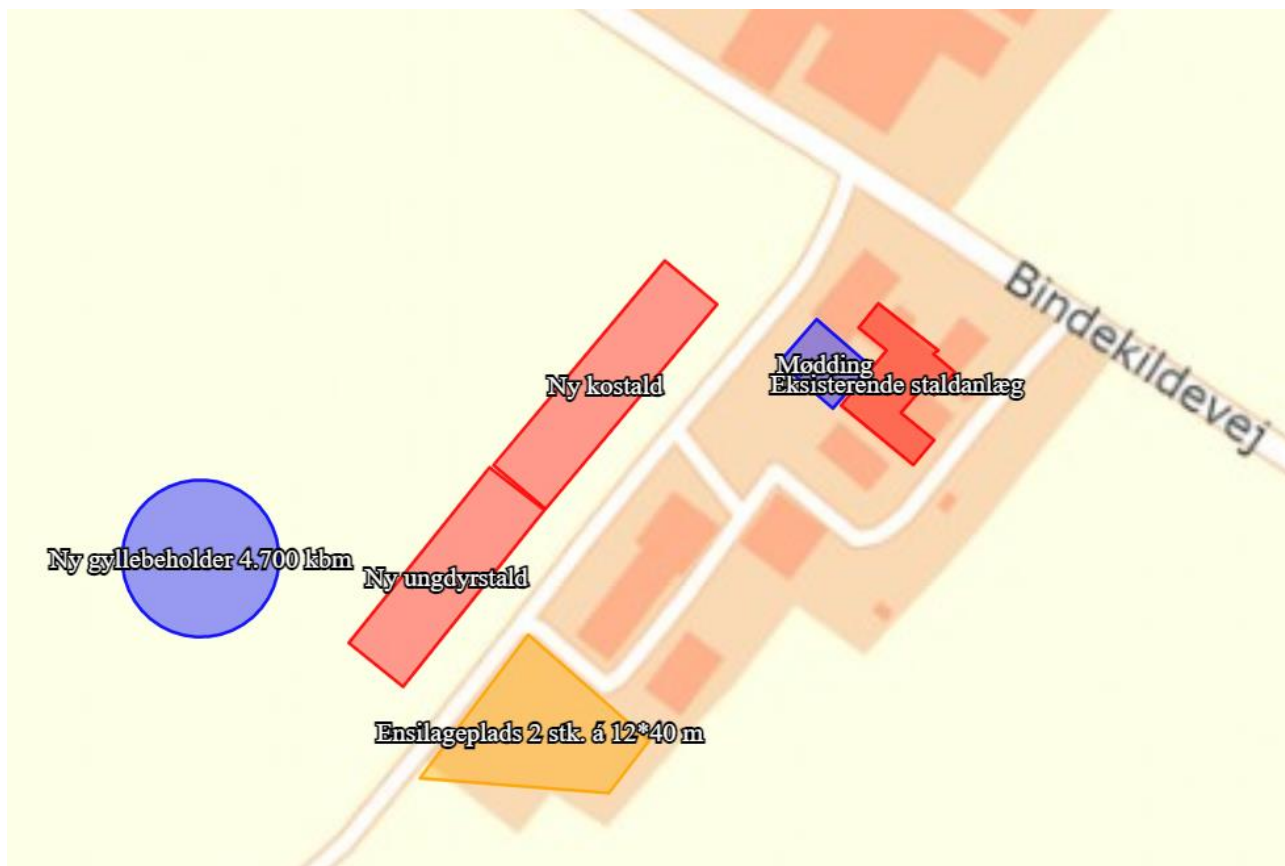 Bindekildevej
Mødding
Eksisterende staldanlæg
Ny kostald
Ny gyllebeholder 4.700 kbm
Ny ungdyrstald
Ensilageplads 2 stk. á 12*40 m